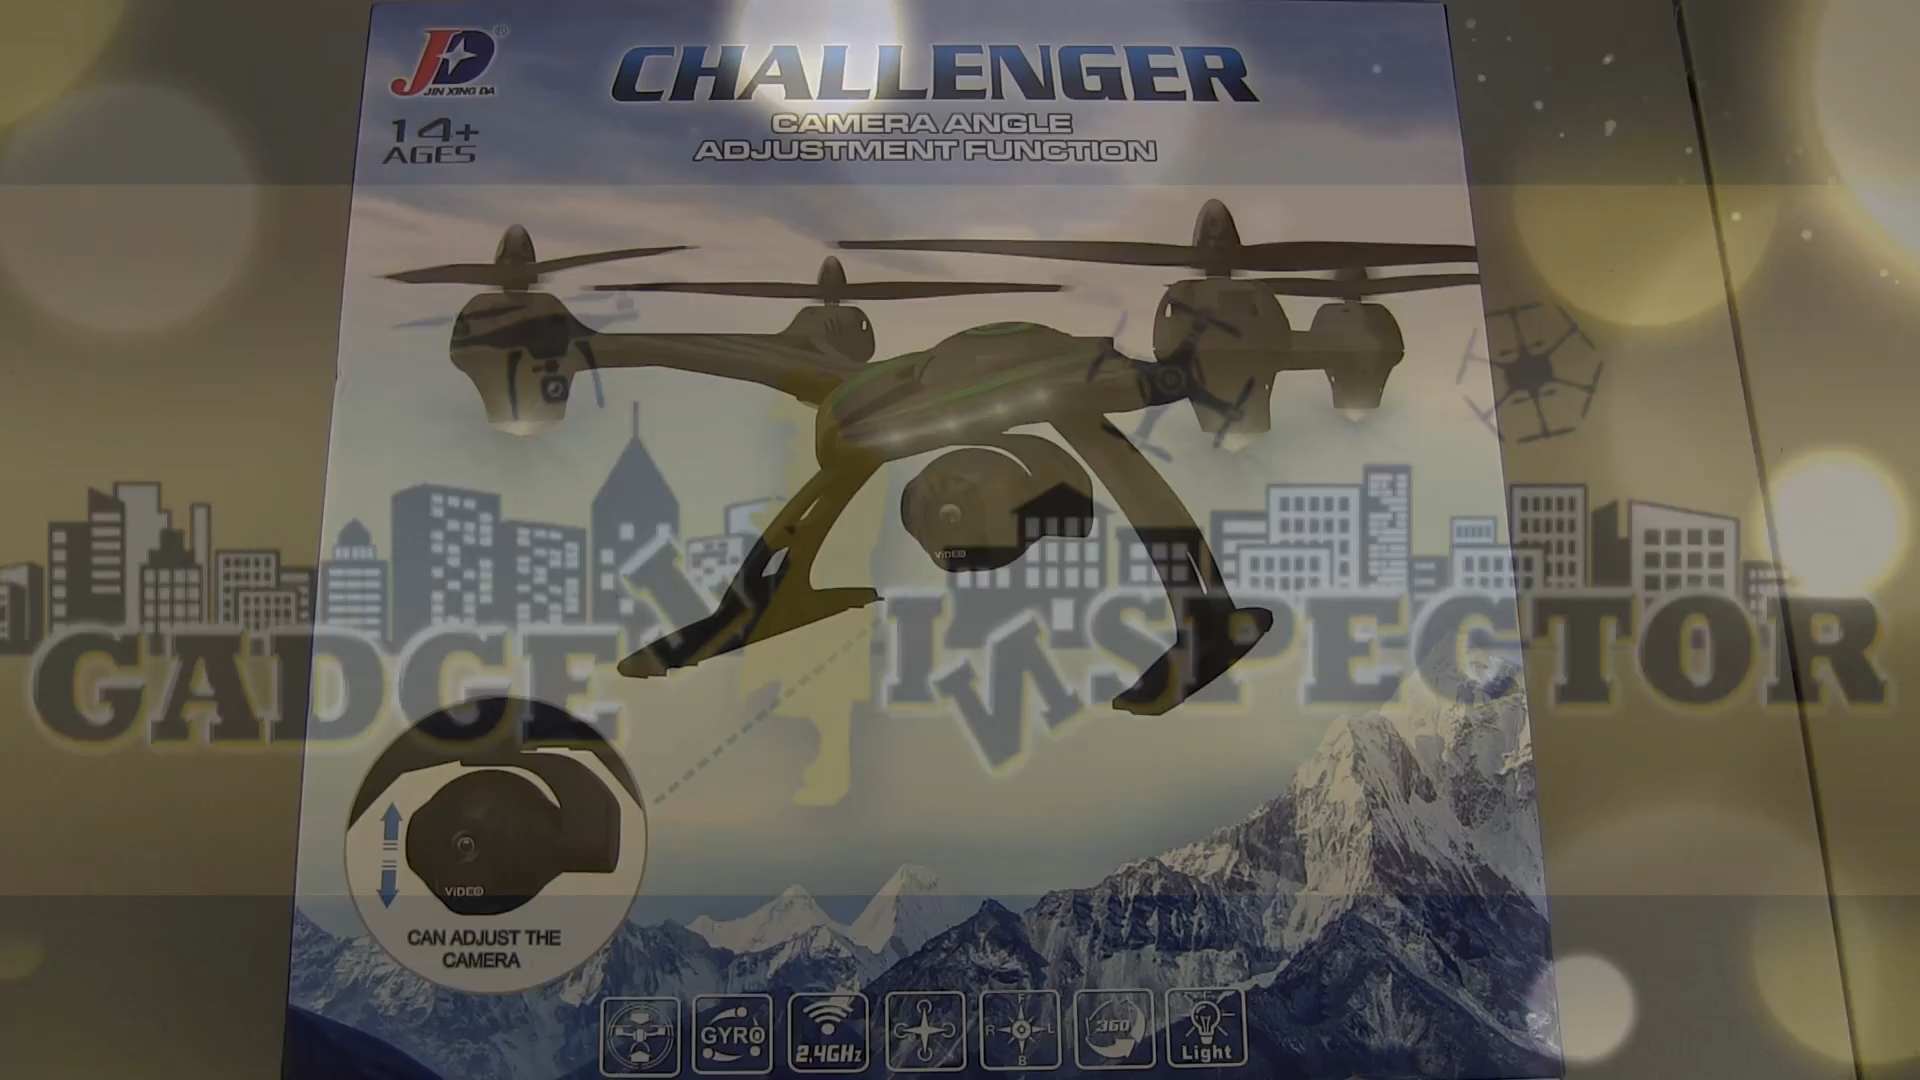 JD
JIN XING DA
14+
AGES
CHALLENGER
CAMERA ANGLE
ADJUSTMENT FUNCTION
VIDEO
GADGE INSPECTOR
ViDEO
CAN ADJUST THE
CAMERA
GYRO
2.4GHz
F
R L
B
360
Light